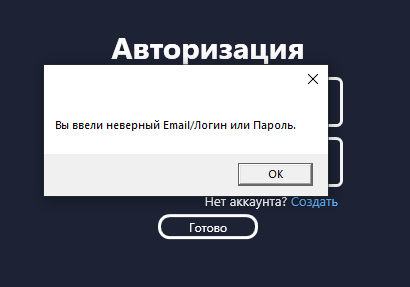 Авторизация
Вы ввели неверный Email/Логин или Пароль.
OK
Нет аккаунта? Создать
Готово